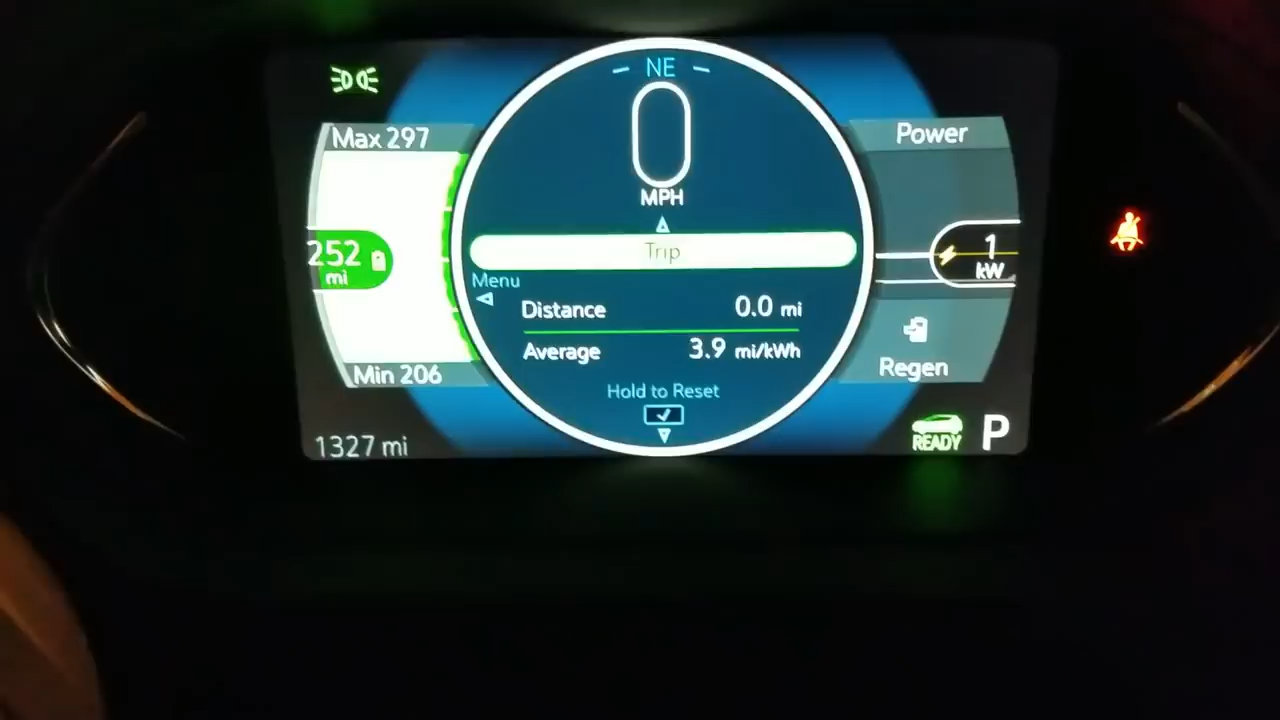 NE
0
MPH
Max 297
252
mi
Min 206
1327 mi
Trip
Menu
Distance 0.0 mi
Average 3.9 mi/kWh
Hold to Reset
Power
1
kW
Regen
READY P